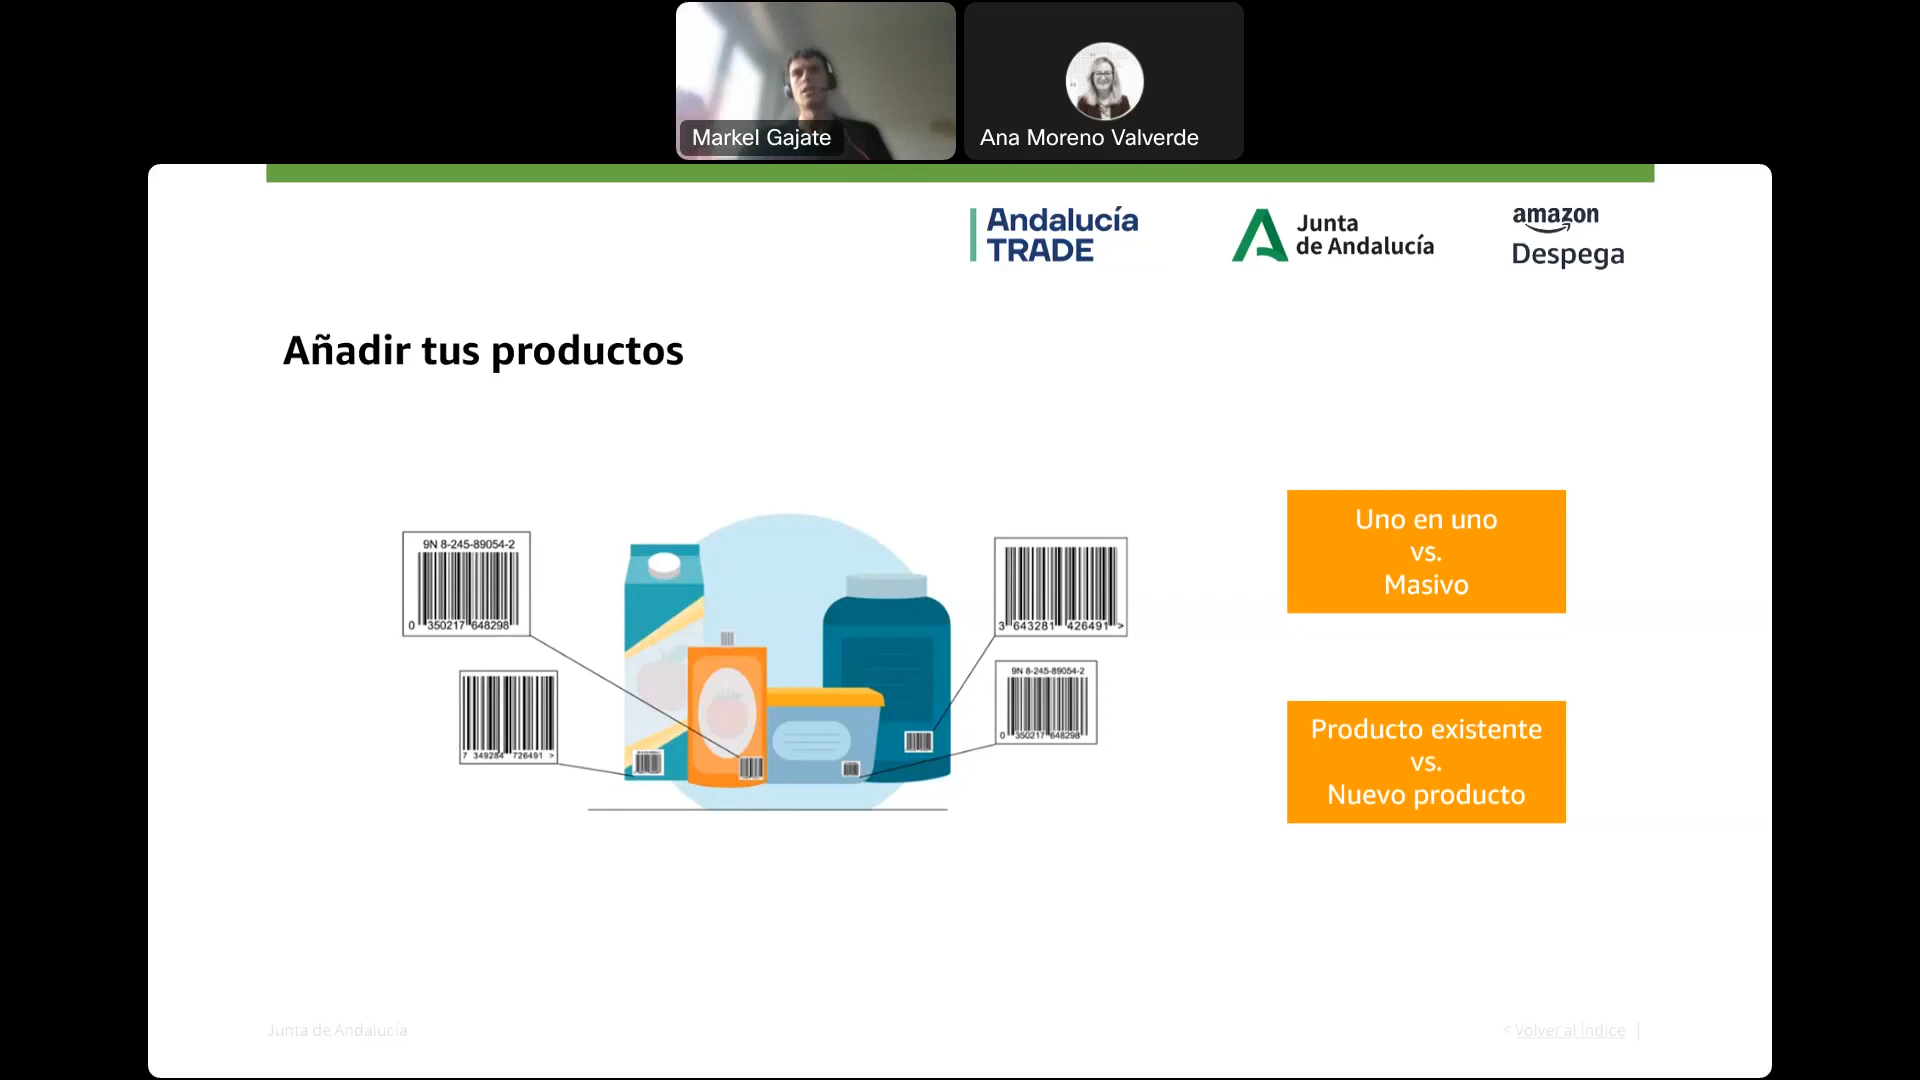 Markel Gajate
Ana Moreno Valverde
Andalucía
TRADE
Junta
de Andalucía
amazon
Despega
Añadir tus productos
9N 8-245-89054-2
0 350217 648298
7 349284 726491 >
3 643281 426491 >
9N 8-245-89054-2
0 350217 648298
Uno en uno
vs.
Masivo
Producto existente
vs.
Nuevo producto
Junta de Andalucía
< Volver al índice |